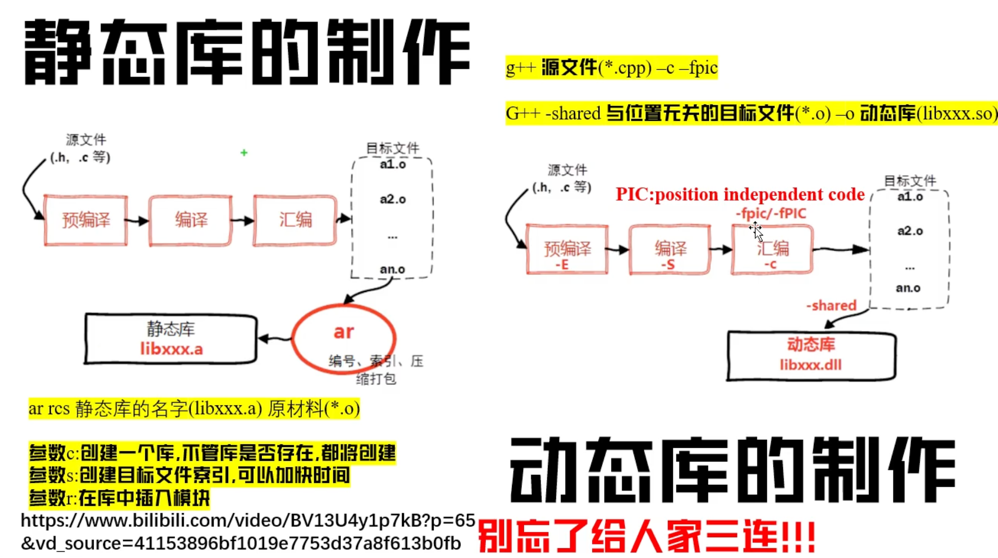 静态库的制作
源文件
(.h, .c 等)
预编译
编译
汇编
目标文件
a1.o
a2.o
...
an.o
ar
编号、索引、压
缩打包
静态库
libxxx.a
ar rcs 静态库的名字(libxxx.a) 原材料(*.o)
参数c:创建一个库,不管库是否存在,都将创建
参数s:创建目标文件索引,可以加快时间
参数r:在库中插入模块
https://www.bilibili.com/video/BV13U4y1p7kB?p=65
&vd_source=41153896bf1019e7753d37a8f613b0fb
g++ 源文件(*.cpp) –c –fpic
G++ -shared 与位置无关的目标文件(*.o) –o 动态库(libxxx.so)
源文件
(.h, .c 等)
PIC:position independent code
-fpic/-fPIC
预编译
-E
编译
-S
汇编
-c
目标文件
a1.o
a2.o
...
an.o
-shared
动态库
libxxx.dll
动态库的制作
别忘了给人家三连!!!